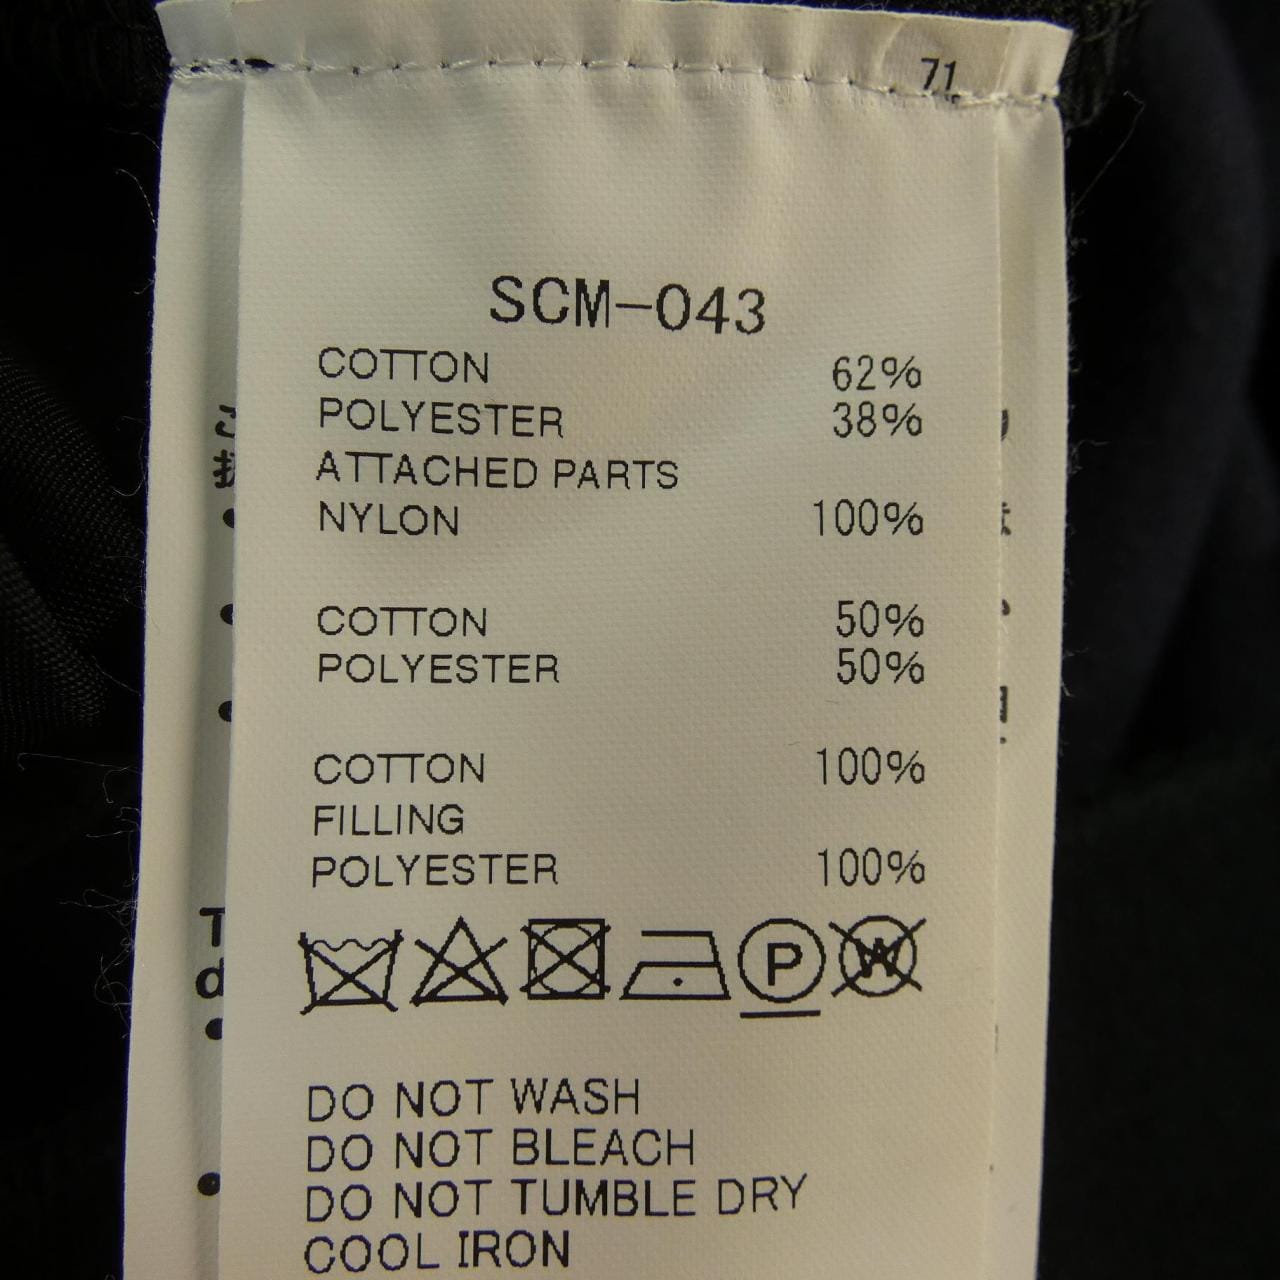 71
SCM-043
COTTON 62%
POLYESTER 38%
ATTACHED PARTS
NYLON 100%
COTTON 50%
POLYESTER 50%
COTTON 100%
FILLING
POLYESTER 100%
P W
DO NOT WASH
DO NOT BLEACH
DO NOT TUMBLE DRY
COOL IRON